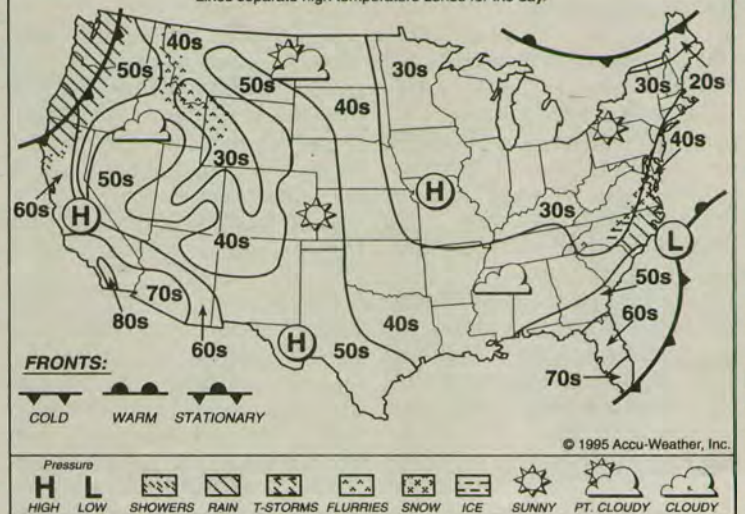 Lines separate high temperature zones for the day.
40s
50s
50s
30s
30s
20s
40s
40s
50s
30s
60s
H
H
30s
L
40s
50s
70s
60s
80s
60s
H
50s
40s
70s
FRONTS:
COLD WARM STATIONARY
© 1995 Accu-Weather, Inc.
Pressure
H L
HIGH LOW SHOWERS RAIN T-STORMS FLURRIES SNOW ICE SUNNY PT. CLOUDY CLOUDY